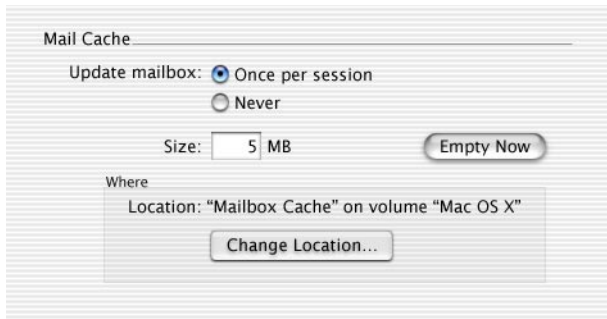 Mail Cache
Update mailbox: Once per session
Never
Size: 5 MB Empty Now
Where
Location: “Mailbox Cache” on volume “Mac OS X”
Change Location...